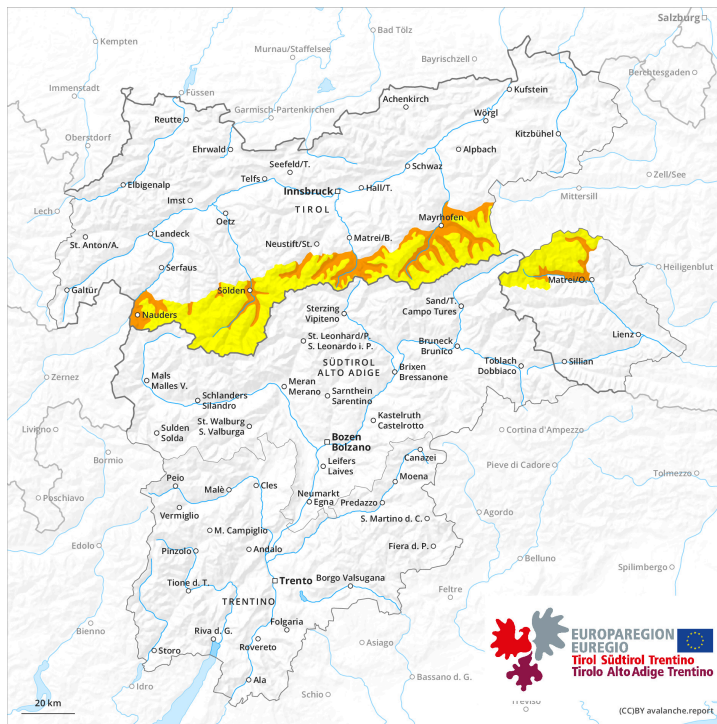 Salzburg
Bad Tölz
Kempten
Murnau/Staffelsee
Bayrischzell
Berchtesgaden
Immenstadt
Füssen
Kufstein
Achenkirch
Garmisch-Partenkirchen
Wörgl
Reutte
Kitzbühel
Oberstdorf
Ehrwald
Alpbach
Seefeld/T.
Schwaz
Zell/See
Telfs
Elbigenalp
Innsbruck
Hall/T.
Mittersill
Imst
TIROL
Lech
Oetz
Mayrhofen
Landeck
St. Anton/A.
Neustift/St.
Matrei/B.
Serfaus
Heiligenblut
Galtür
Sölden
Matrei/O.
Nauders
Sterzing
Vipiteno
Sand/T.
Campo Tures
St. Leonhard/P.
S. Leonardo i. P.
Bruneck
Brunico
Lienz
SÜDTIROL
ALTO ADIGE
Toblach
Dobbiaco
Sillian
Zernez
Mals
Malles V.
Meran
Merano
Brixen
Bressanone
Schlanders
Silandro
Sarnthein
Sarentino
Kastelruth
Castelrotto
Livigno
Sulden
Solda
St. Walburg
S. Valburga
Cortina d'Ampezzo
Bozen
Bolzano
Bormio
Leifers
Laives
Canazei
Pieve di Cadore
Tolmezzo
Peio
Malè
Cles
Neumarkt
Egna
Moena
Poschiavo
Predazzo
Vermiglio
Agordo
M. Campiglio
S. Martino d. C.
Edolo
Pinzolo
Andalo
Fiera d. P.
Belluno
Spilimbergo
Tione d. T.
Trento
Borgo Valsugana
Feltre
TRENTINO
Folgaria
Bienno
Riva d. G.
Rovereto
Asiago
Storo
Bassano d. G.
Idro
Ala
Schio
Treviso
EUROPAREGION
EUREGIO
Tirol Südtirol Trentino
Tirolo Alto Adige Trentino
20 km
(CC)BY avalanche.report